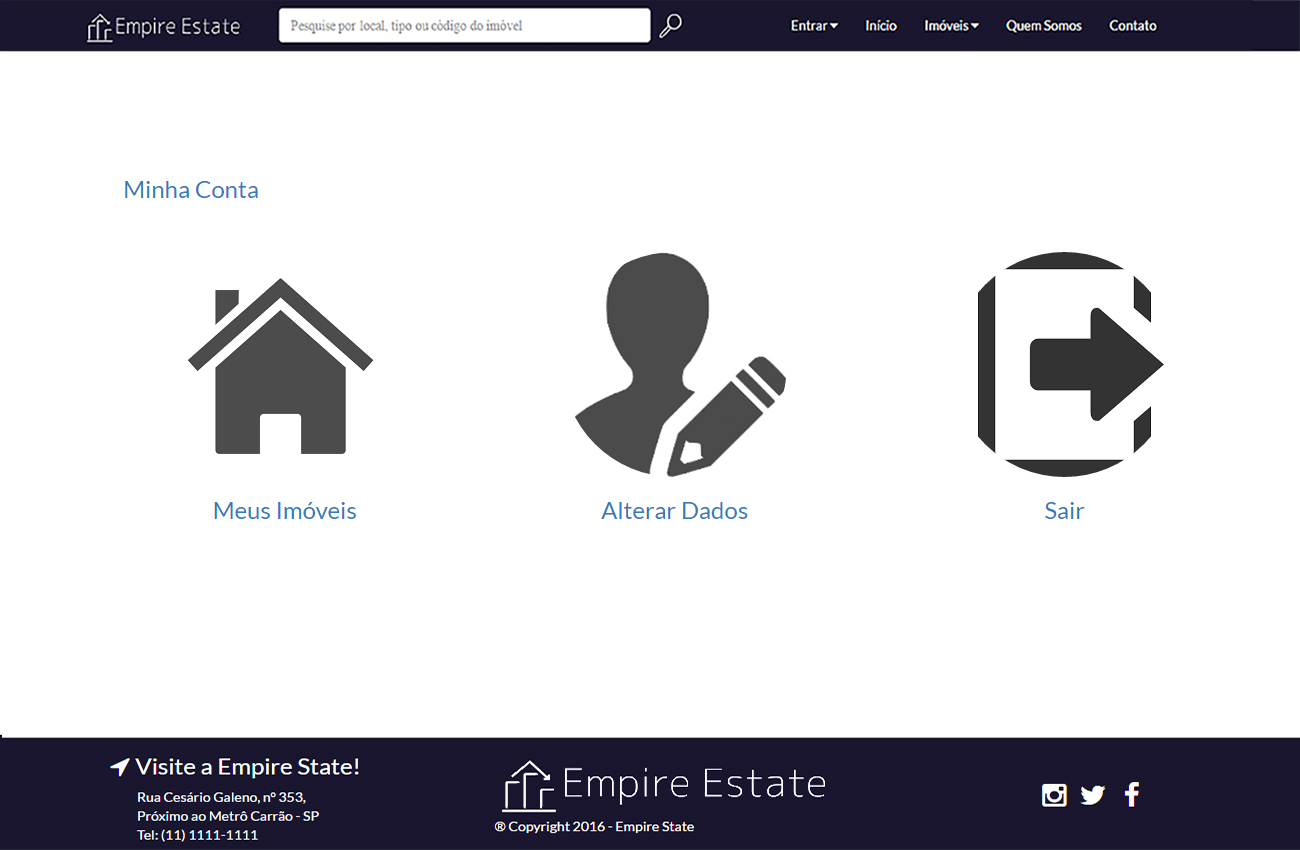 Empire Estate
Pesquise por local, tipo ou código do imóvel
Entrar
Início
Imóveis
Quem Somos
Contato
Minha Conta
Meus Imóveis
Alterar Dados
Sair
Visite a Empire State!
Rua Cesário Galeno, nº 353,
Próximo ao Metrô Carrão - SP
Tel: (11) 1111-1111
Empire Estate
® Copyright 2016 - Empire State